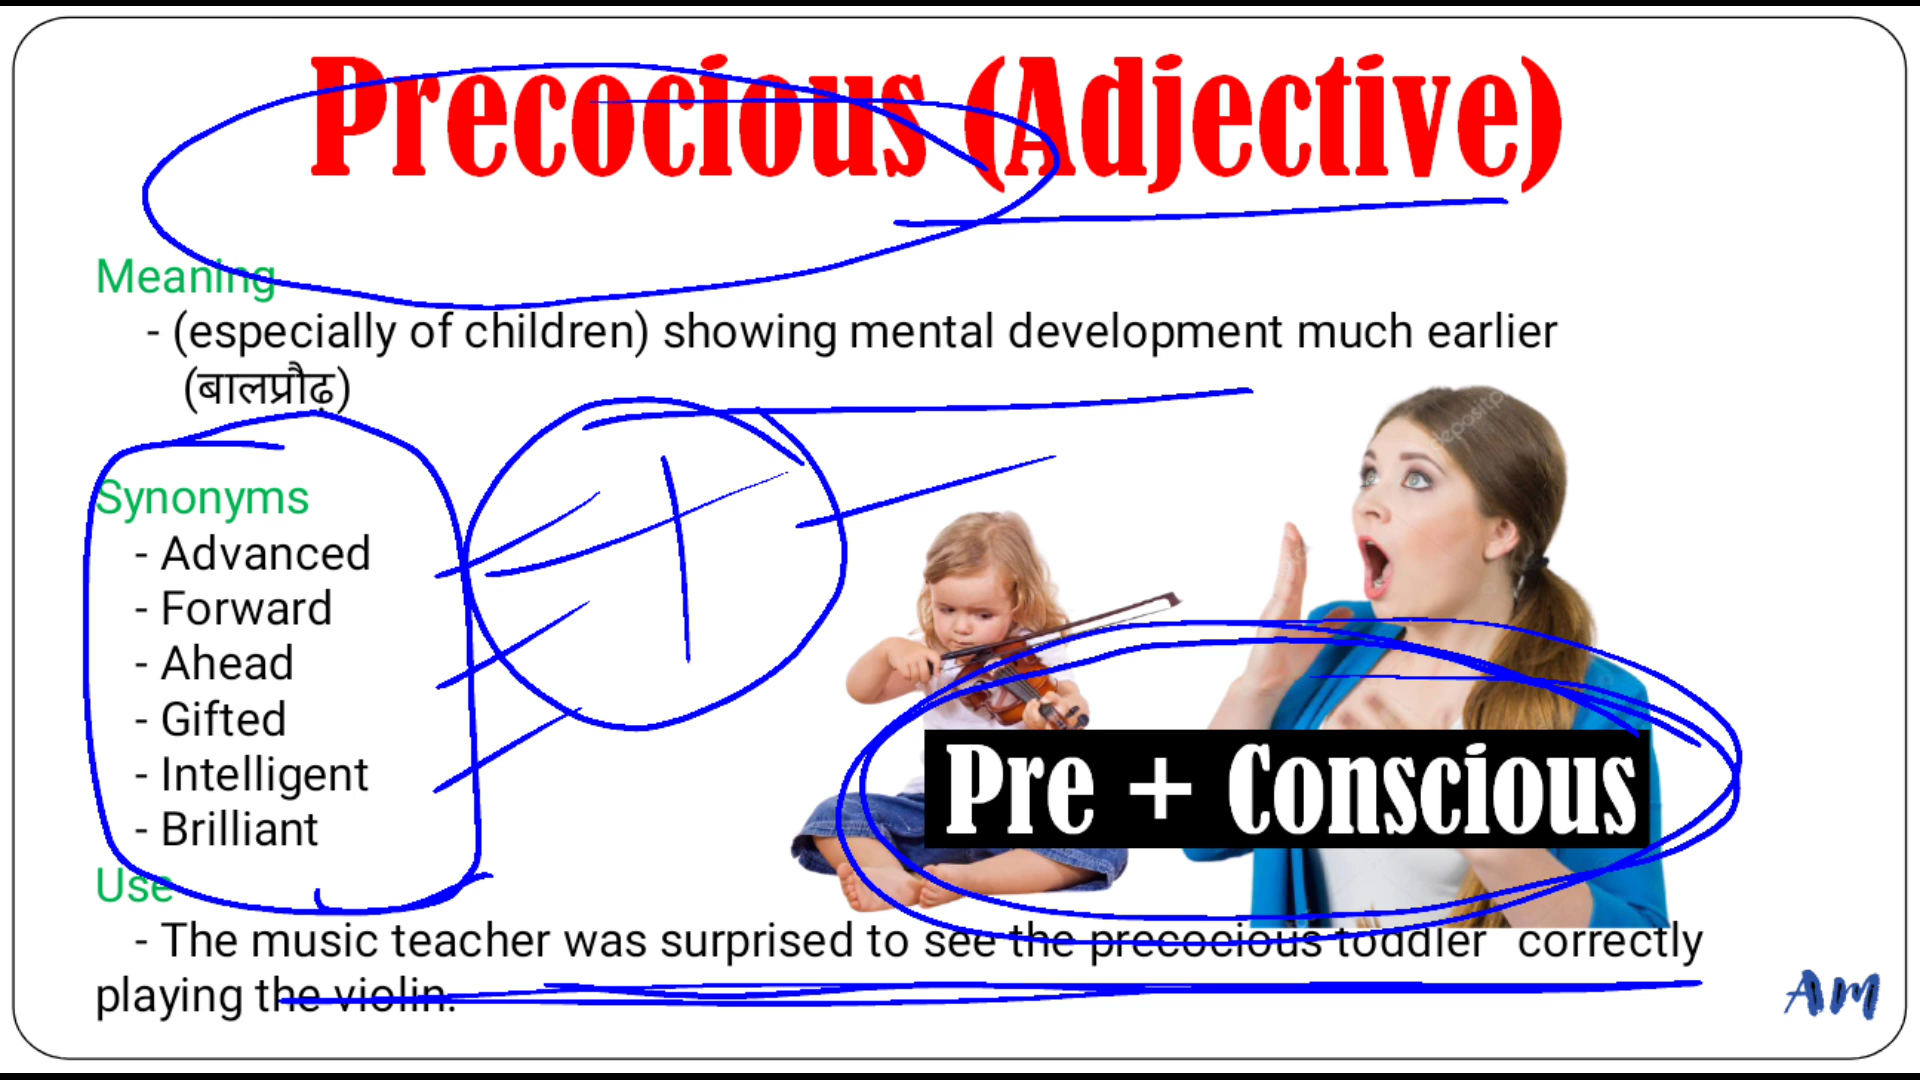 Precocious (Adjective)
Meaning
- (especially of children) showing mental development much earlier
(बालप्रौढ़)
Synonyms
- Advanced
- Forward
- Ahead
- Gifted
- Intelligent
- Brilliant
depositp
Pre + Conscious
Use
- The music teacher was surprised to see the precocious toddler correctly
playing the violin.
AM